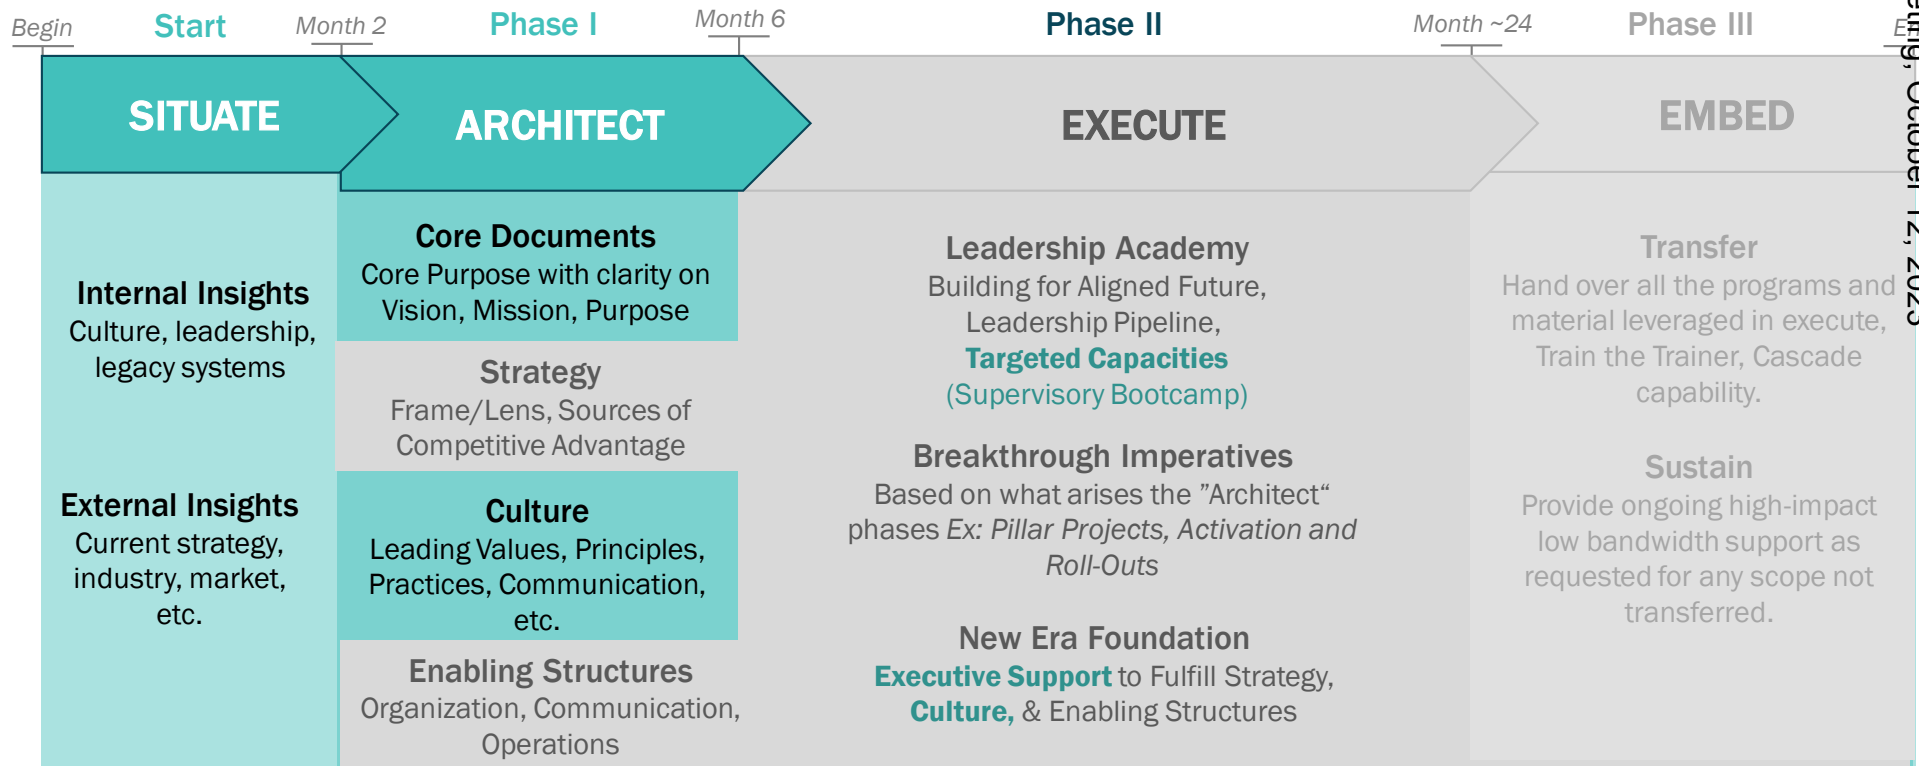 Begin
Start
Month 2
Phase I
Month 6
Phase II
Month ~24
Phase III
SITUATE
ARCHITECT
EXECUTE
EMBED
Internal Insights
Culture, leadership,
legacy systems
External Insights
Current strategy,
industry, market,
etc.
Core Documents
Core Purpose with clarity on
Vision, Mission, Purpose
Strategy
Frame/Lens, Sources of
Competitive Advantage
Culture
Leading Values, Principles,
Practices, Communication,
etc.
Enabling Structures
Organization, Communication,
Operations
Leadership Academy
Building for Aligned Future,
Leadership Pipeline,
Targeted Capacities
(Supervisory Bootcamp)
Breakthrough Imperatives
Based on what arises the ”Architect“
phases Ex: Pillar Projects, Activation and
Roll-Outs
New Era Foundation
Executive Support to Fulfill Strategy,
Culture, & Enabling Structures
Transfer
Hand over all the programs and
material leveraged in execute,
Train the Trainer, Cascade
capability.
Sustain
Provide ongoing high-impact
low bandwidth support as
requested for any scope not
transferred.
October 12, 2023